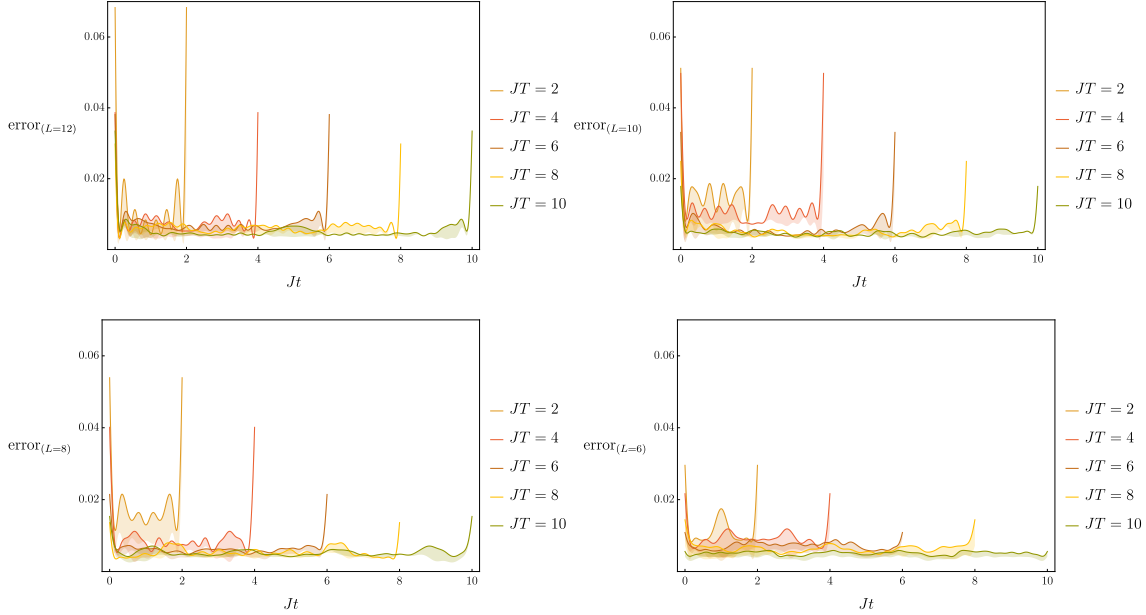 0.06
0.04
0.02
error(L=12)
0 2 4 6 8 10
Jt
JT = 2
JT = 4
JT = 6
JT = 8
JT = 10
0.06
0.04
0.02
error(L=10)
0 2 4 6 8 10
Jt
JT = 2
JT = 4
JT = 6
JT = 8
JT = 10
0.06
0.04
0.02
error(L=8)
0 2 4 6 8 10
Jt
JT = 2
JT = 4
JT = 6
JT = 8
JT = 10
0.06
0.04
0.02
error(L=6)
0 2 4 6 8 10
Jt
JT = 2
JT = 4
JT = 6
JT = 8
JT = 10